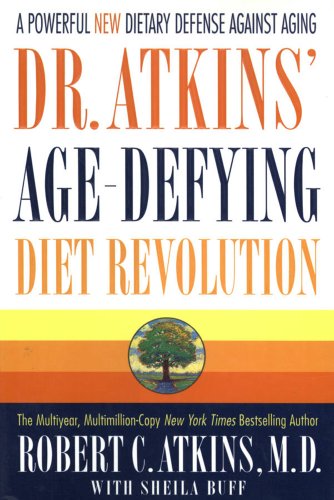 A POWERFUL NEW DIETARY DEFENSE AGAINST AGING
DR. ATKINS'
AGE-DEFYING
DIET REVOLUTION
The Multiyear, Multimillion-Copy New York Times Bestselling Author
ROBERT C. ATKINS, M.D.
WITH SHEILA BUFF